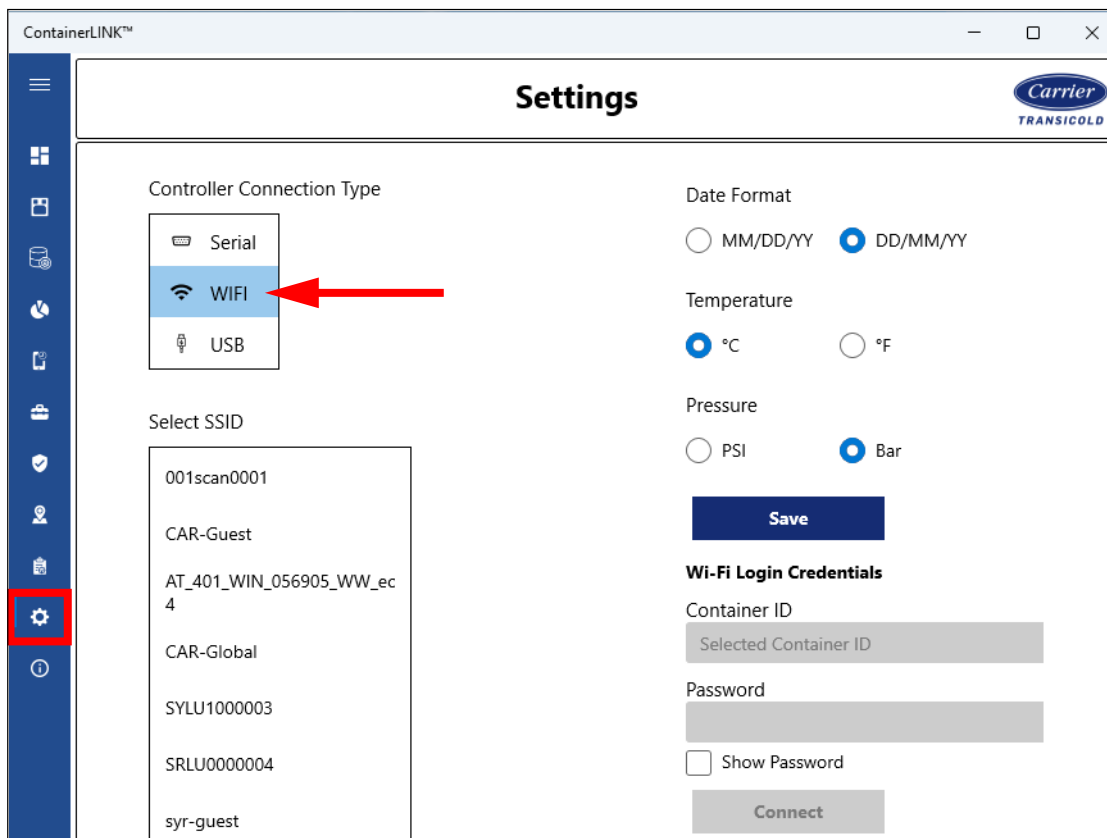 ContainerLINK™
Settings
Carrier
TRANSICOLD
Controller Connection Type
Serial
WIFI
USB
Select SSID
001scan0001
CAR-Guest
AT_401_WIN_056905_WW_ec
4
CAR-Global
SYLU1000003
SRLU0000004
syr-guest
Date Format
MM/DD/YY DD/MM/YY
Temperature
°C °F
Pressure
PSI Bar
Save
Wi-Fi Login Credentials
Container ID
Selected Container ID
Password
Show Password
Connect